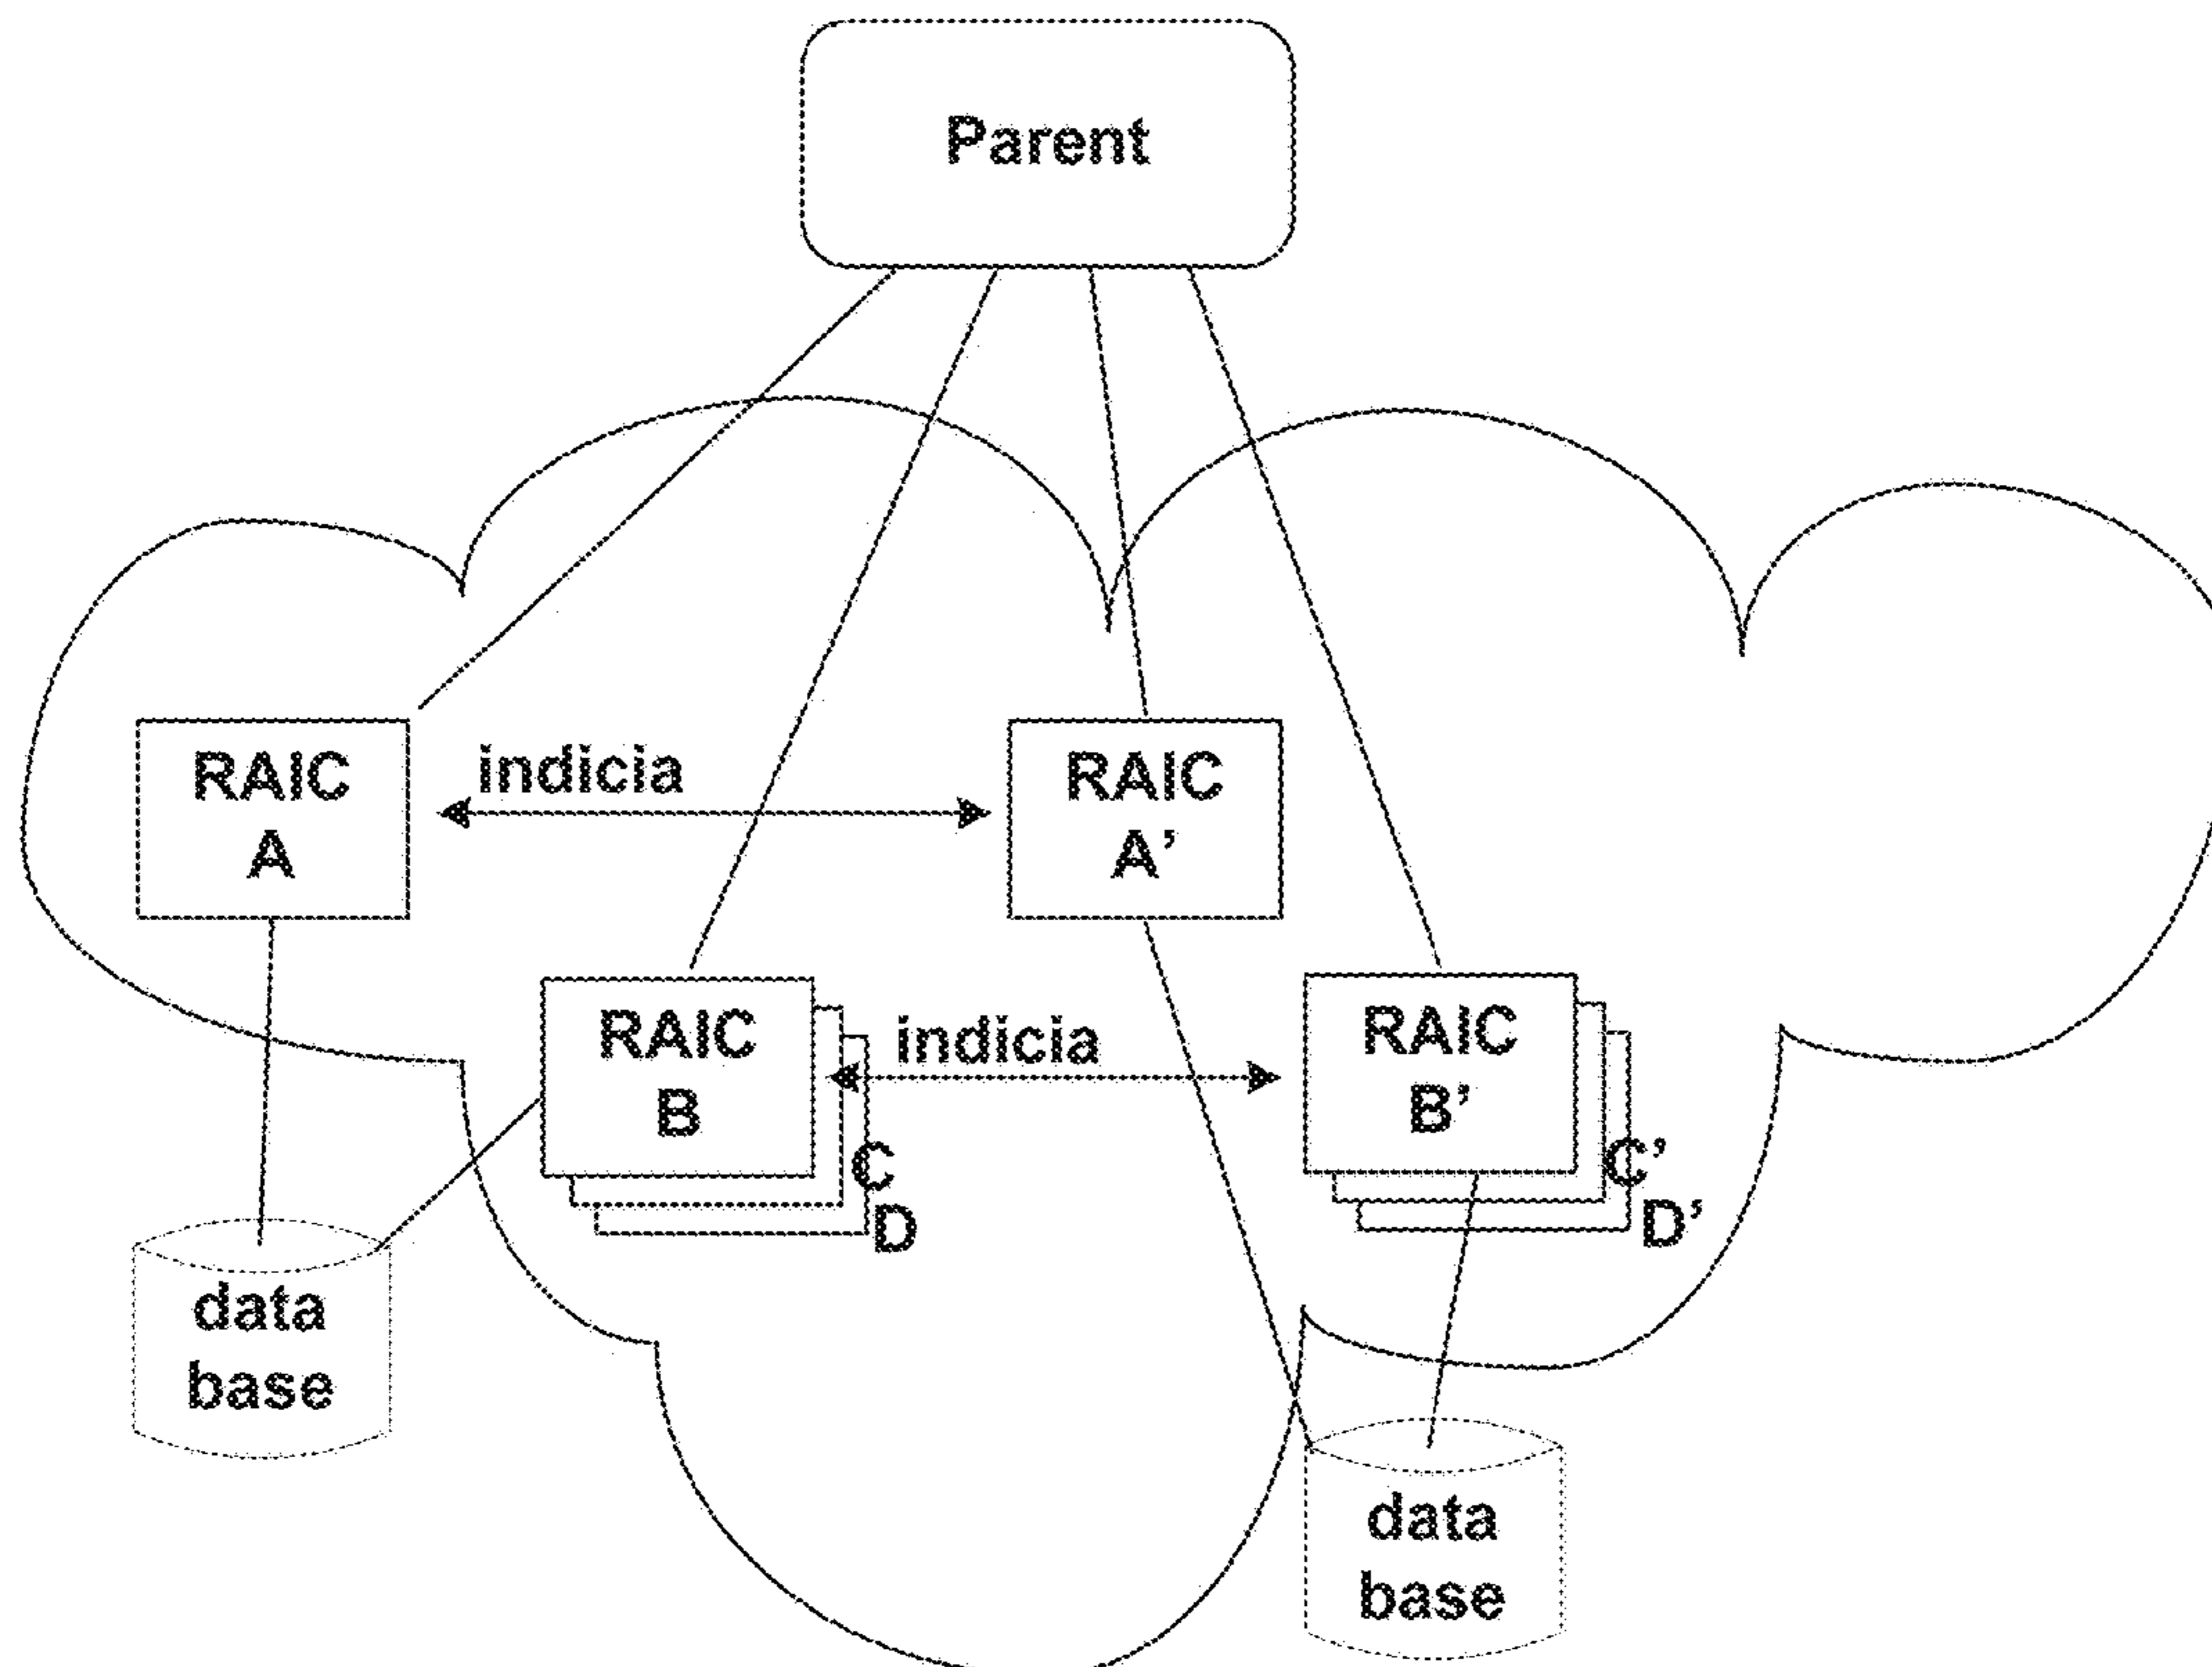 Parent
RAIC
A
indicia
RAIC
A’
RAIC
B
C
D
indicia
RAIC
B’
C’
D’
data
base
data
base